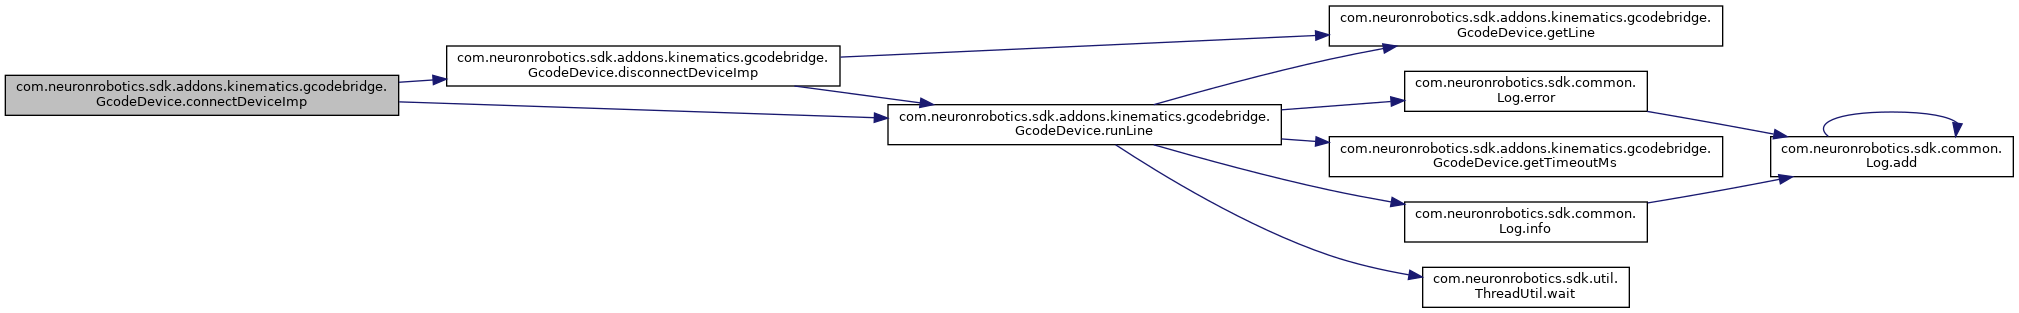 com.neuronrobotics.sdk.addons.kinematics.gcodebridge.
GcodeDevice.connectDeviceImp
com.neuronrobotics.sdk.addons.kinematics.gcodebridge.
GcodeDevice.disconnectDeviceImp
com.neuronrobotics.sdk.addons.kinematics.gcodebridge.
GcodeDevice.runLine
com.neuronrobotics.sdk.addons.kinematics.gcodebridge.
GcodeDevice.getLine
com.neuronrobotics.sdk.common.
Log.error
com.neuronrobotics.sdk.addons.kinematics.gcodebridge.
GcodeDevice.getTimeoutMs
com.neuronrobotics.sdk.common.
Log.info
com.neuronrobotics.sdk.util.
ThreadUtil.wait
com.neuronrobotics.sdk.common.
Log.add